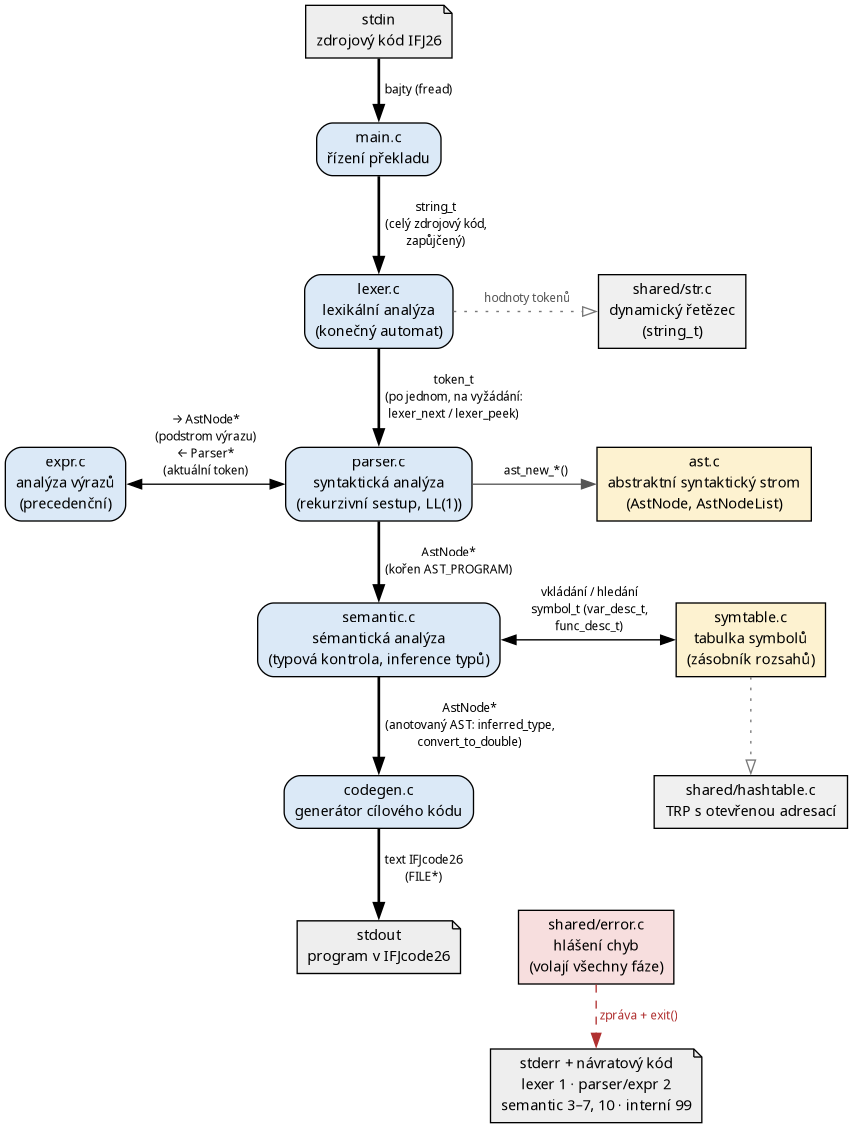 stdin
zdrojový kód IFJ26
bajty (fread)
main.c
řízení překladu
string_t
(celý zdrojový kód,
zapůjčený)
lexer.c
lexikální analýza
(konečný automat)
hodnoty tokenů
shared/str.c
dynamický řetězec
(string_t)
token_t
(po jednom, na vyžádání:
lexer_next / lexer_peek)
→ AstNode*
(podstrom výrazu)
← Parser*
(aktuální token)
expr.c
analýza výrazů
(precedenční)
parser.c
syntaktická analýza
(rekurzivní sestup, LL(1))
ast_new_*()
ast.c
abstraktní syntaktický strom
(AstNode, AstNodeList)
AstNode*
(kořen AST_PROGRAM)
vkládání / hledání
symbol_t (var_desc_t,
func_desc_t)
semantic.c
sémantická analýza
(typová kontrola, inference typů)
symtable.c
tabulka symbolů
(zásobník rozsahů)
AstNode*
(anotovaný AST: inferred_type,
convert_to_double)
codegen.c
generátor cílového kódu
shared/hashtable.c
TRP s otevřenou adresací
text IFJcode26
(FILE*)
stdout
program v IFJcode26
shared/error.c
hlášení chyb
(volají všechny fáze)
zpráva + exit()
stderr + návratový kód
lexer 1 · parser/expr 2
semantic 3–7, 10 · interní 99